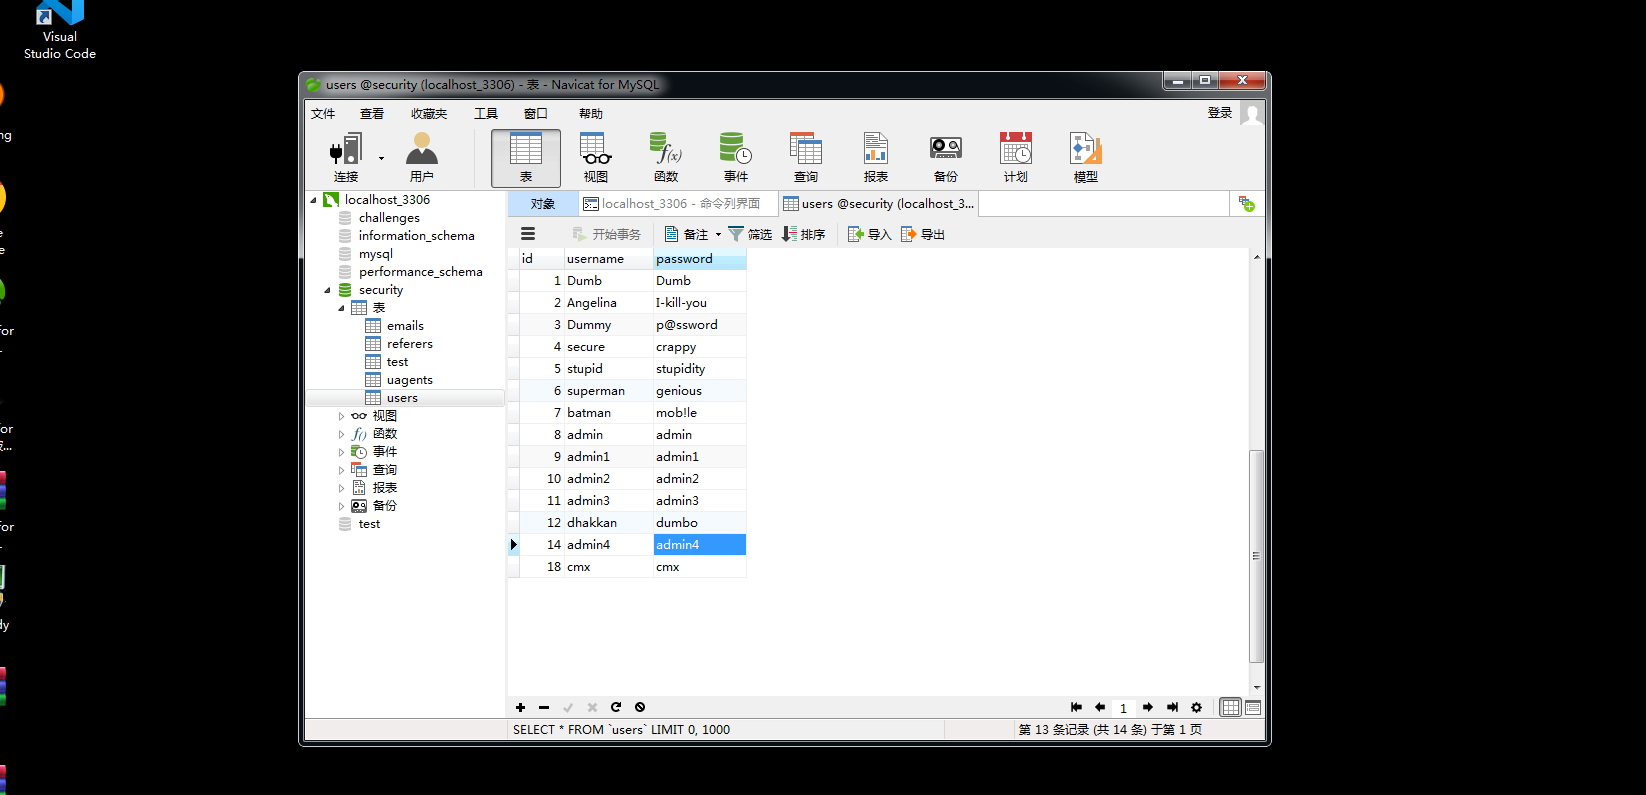 Visual
Studio Code
ng
e
e
for
-
or
for
-
dy
users @security (localhost_3306) - 表 - Navicat for MySQL
文件 查看 收藏夹 工具 窗口 帮助 登录
连接 用户 表 视图 函数 事件 查询 报表 备份 计划 模型
localhost_3306
challenges
information_schema
mysql
performance_schema
security
表
emails
referers
test
uagents
users
视图
函数
事件
查询
报表
备份
test
对象 localhost_3306 - 命令列界面 users @security (localhost_3...
开始事务 备注 筛选 排序 导入 导出
id username password
1 Dumb Dumb
2 Angelina I-kill-you
3 Dummy p@ssword
4 secure crappy
5 stupid stupidity
6 superman genious
7 batman mob!le
8 admin admin
9 admin1 admin1
10 admin2 admin2
11 admin3 admin3
12 dhakkan dumbo
14 admin4 admin4
18 cmx cmx
1
SELECT * FROM `users` LIMIT 0, 1000 第 13 条记录 (共 14 条) 于第 1 页